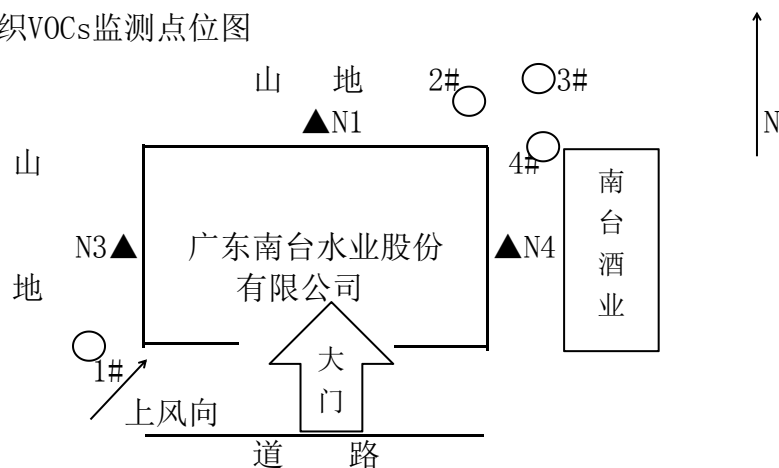 织VOCs监测点位图
山 地 2# 3#
▲N1 N
山 4#
南台酒业
N3▲ 广东南台水业股份 ▲N4
有限公司
地
大门
1#
上风向
道 路